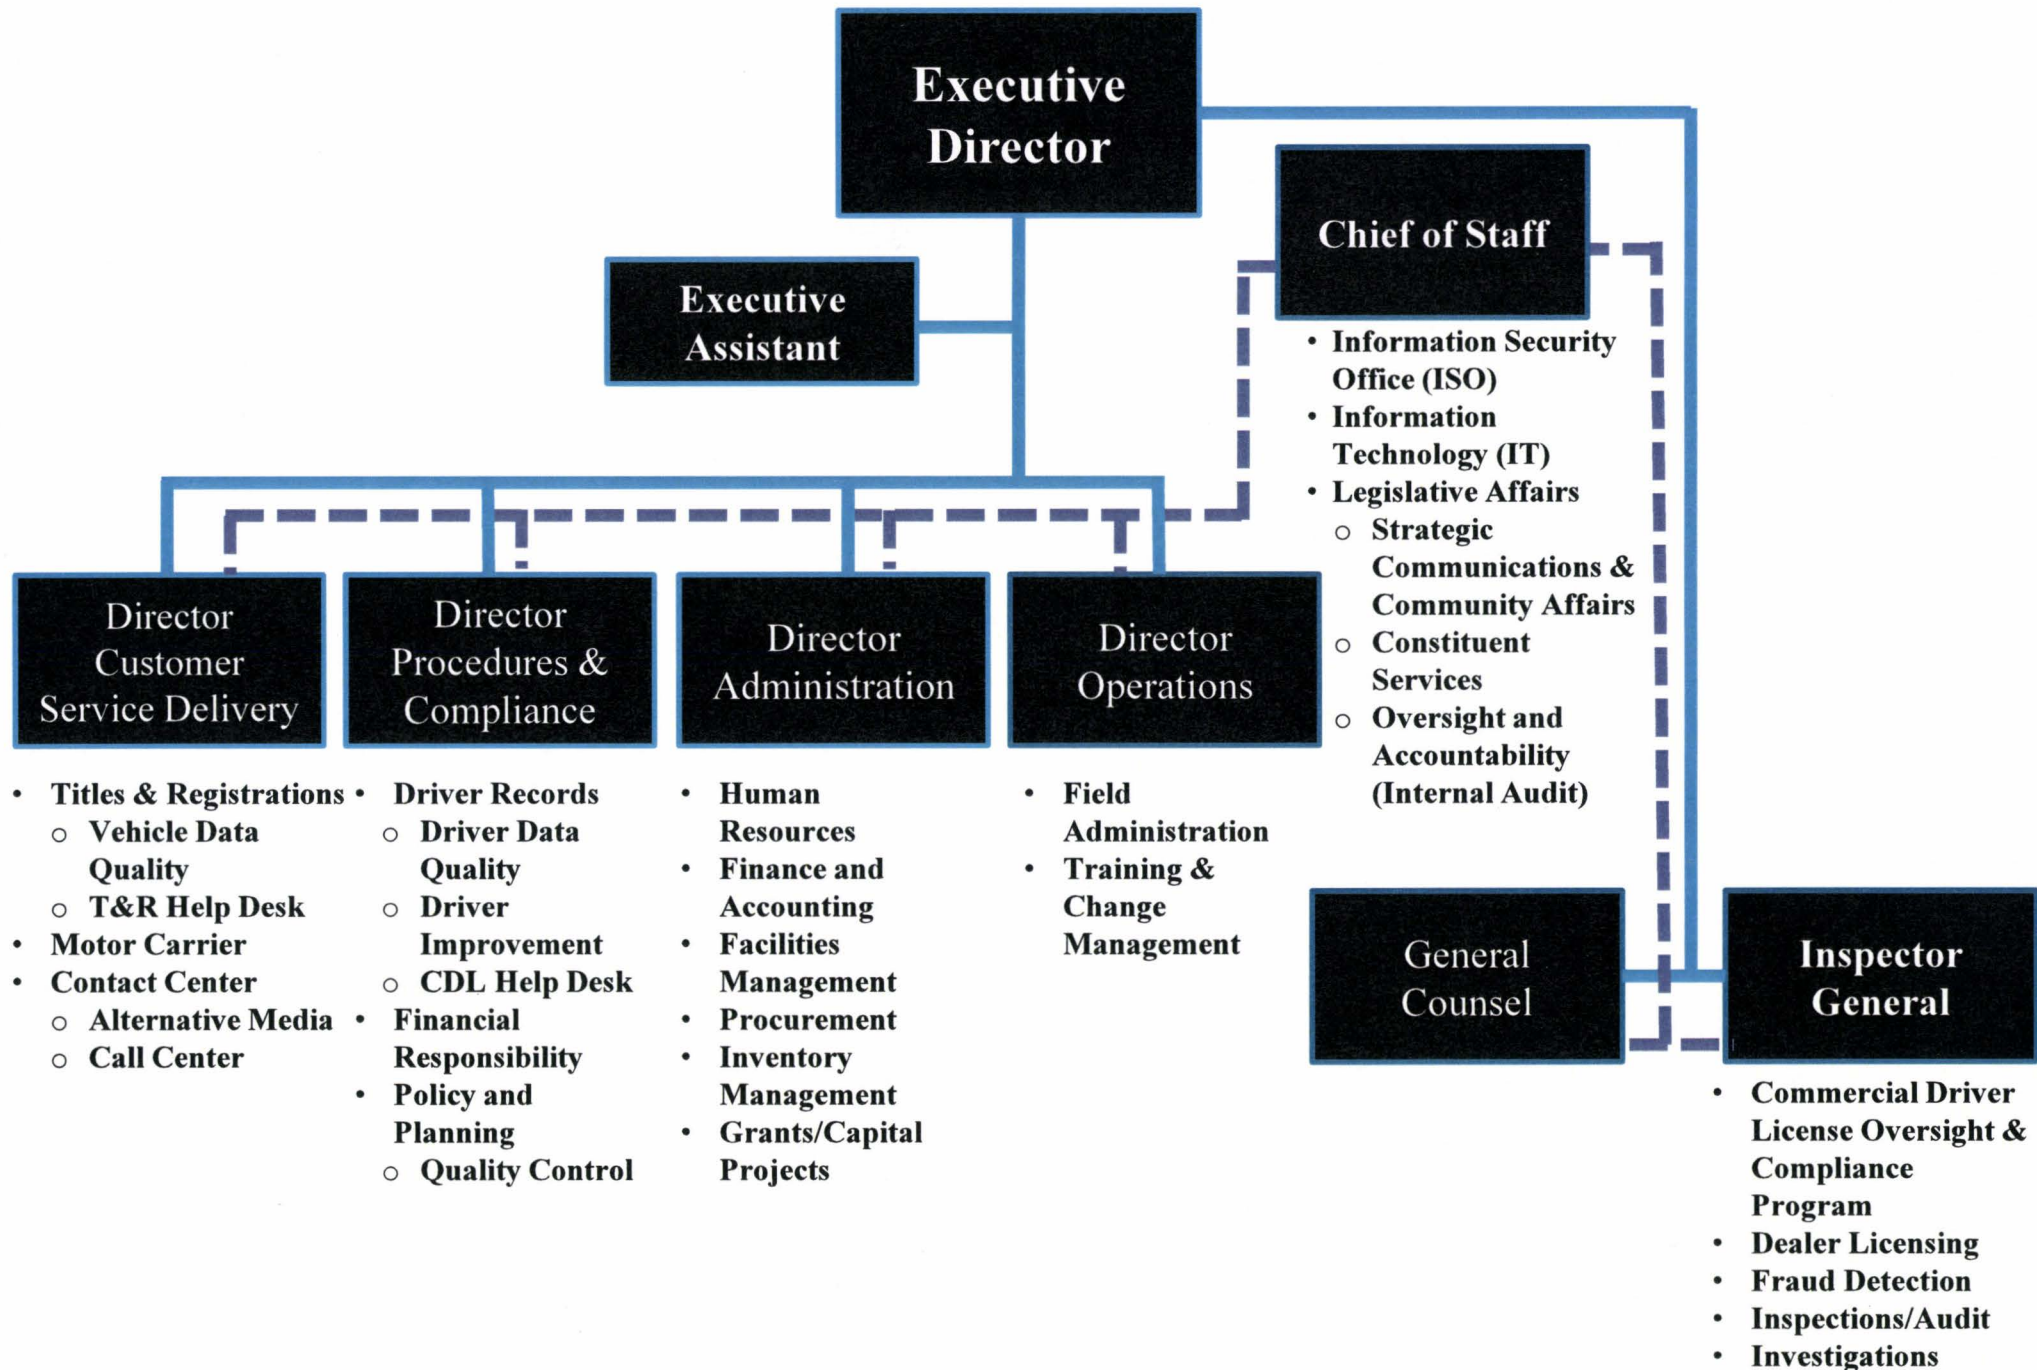 Executive
Director
Chief of Staff
Executive
Assistant
• Information Security
Office (ISO)
• Information
Technology (IT)
• Legislative Affairs
o Strategic
Communications &
Community Affairs
o Constituent
Services
o Oversight and
Accountability
(Internal Audit)
Director
Customer
Service Delivery
Director
Procedures &
Compliance
Director
Administration
Director
Operations
• Titles & Registrations
o Vehicle Data
Quality
o T&R Help Desk
• Motor Carrier
• Contact Center
o Alternative Media
o Call Center
• Driver Records
o Driver Data
Quality
o Driver
Improvement
o CDL Help Desk
• Financial
Responsibility
• Policy and
Planning
o Quality Control
• Human
Resources
• Finance and
Accounting
• Facilities
Management
• Procurement
• Inventory
Management
• Grants/Capital
Projects
• Field
Administration
• Training &
Change
Management
General
Counsel
Inspector
General
• Commercial Driver
License Oversight &
Compliance
Program
• Dealer Licensing
• Fraud Detection
• Inspections/Audit
• Investigations